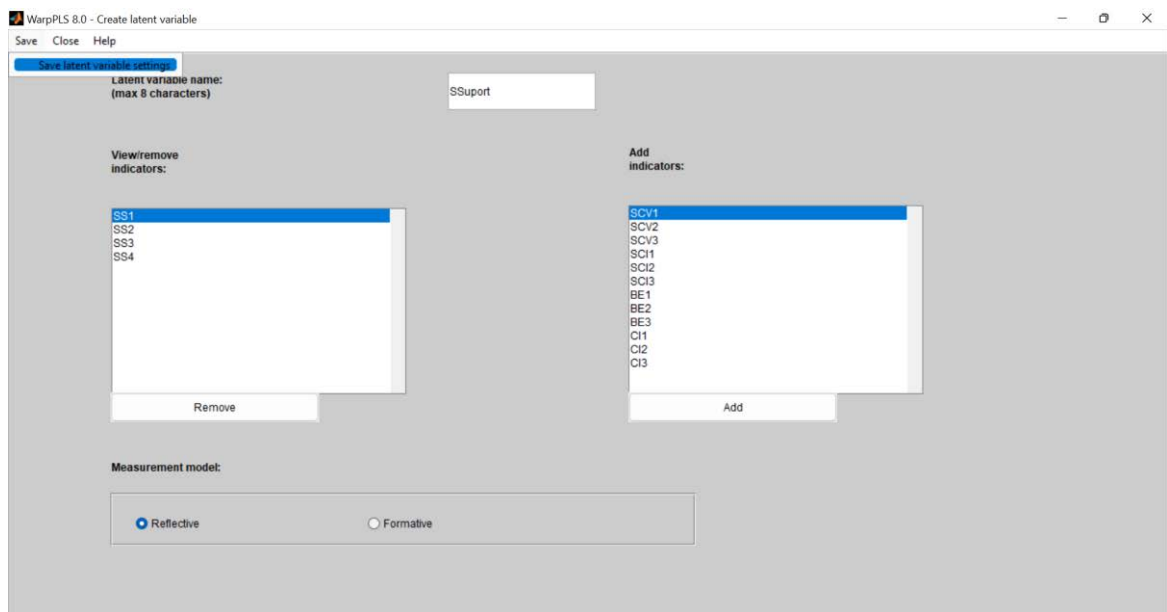 WarpPLS 8.0 - Create latent variable
Save Close Help
Save latent variable settings
Latent variable name:
(max 8 characters)
SSuport
View/remove
indicators:
Add
indicators:
SS1
SS2
SS3
SS4
SCV1
SCV2
SCV3
SCI1
SCI2
SCI3
BE1
BE2
BE3
CI1
CI2
CI3
Remove
Add
Measurement model:
Reflective
Formative